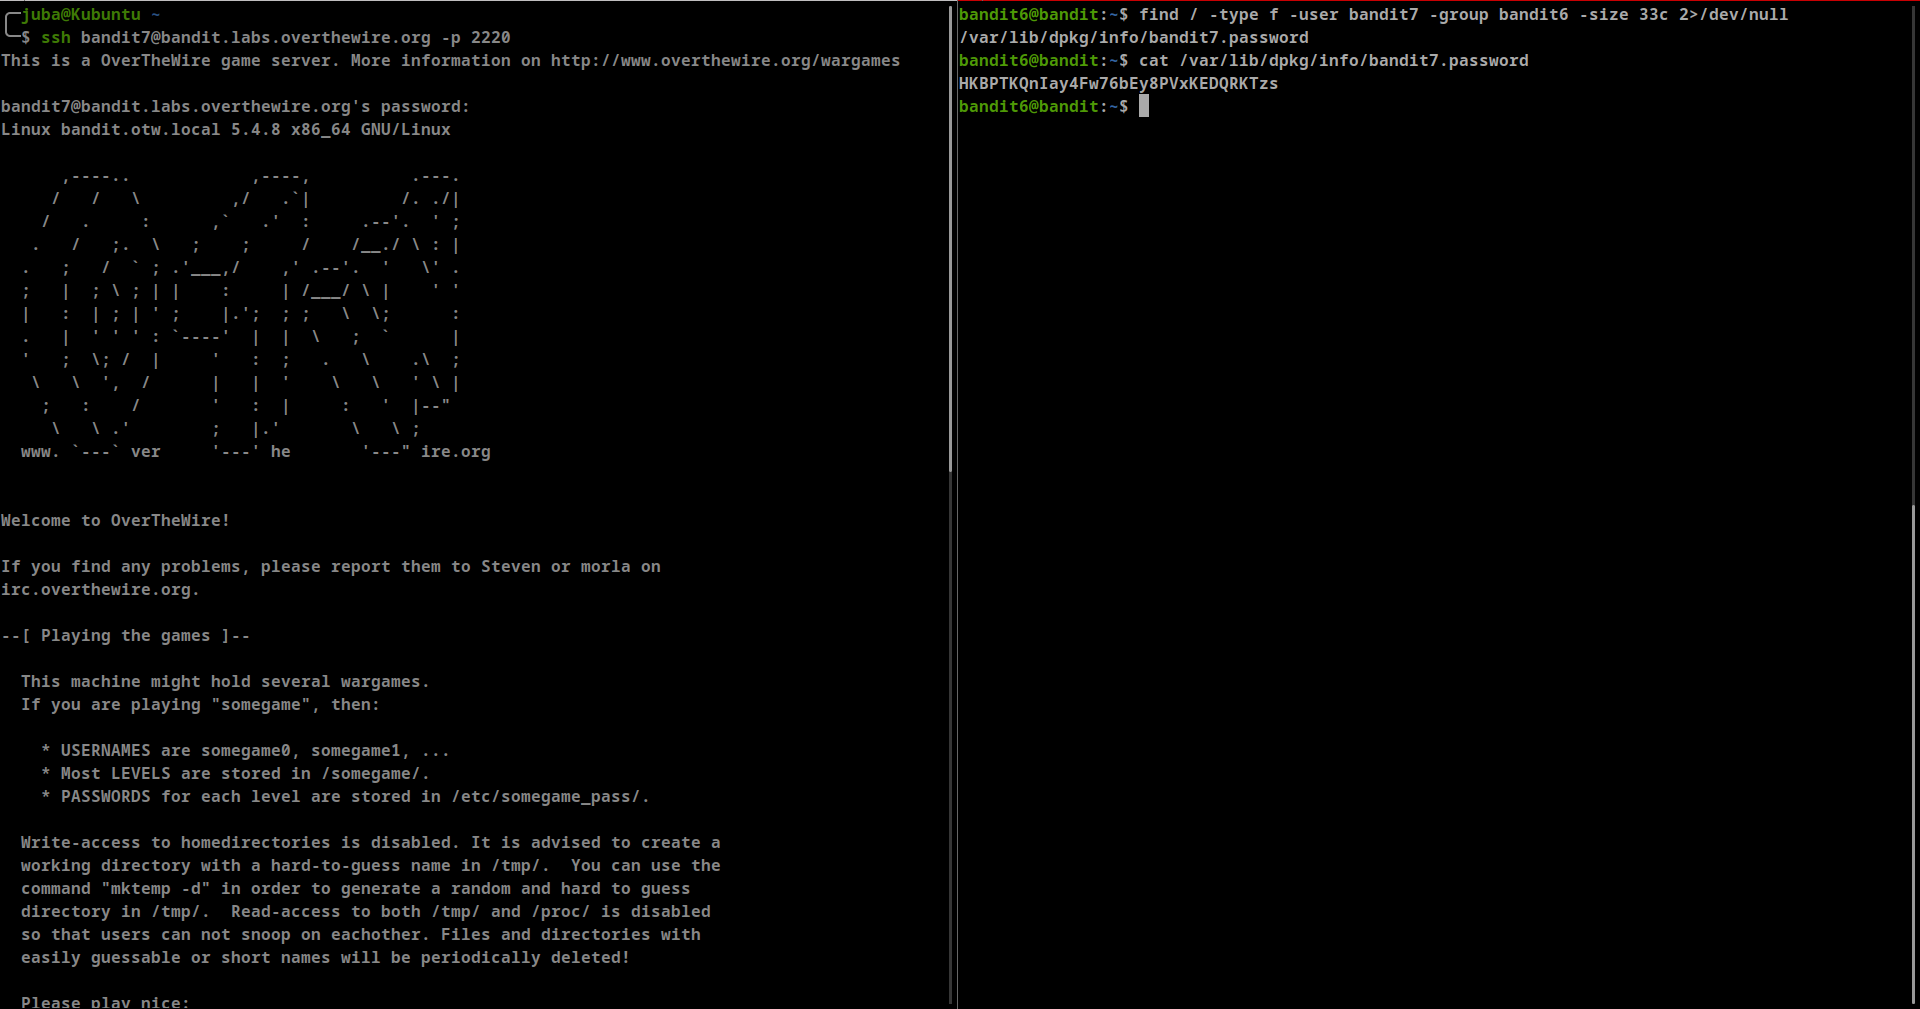 juba@Kubuntu ~
$ ssh bandit7@bandit.labs.overthewire.org -p 2220
This is a OverTheWire game server. More information on http://www.overthewire.org/wargames

bandit7@bandit.labs.overthewire.org's password:
Linux bandit.otw.local 5.4.8 x86_64 GNU/Linux

      ,----..            ,----,          .---.
     /   /   \         ,/   .`|         /. ./|
    /   .     :      ,`   .'  :     .--'.  ' ;
   .   /   ;.  \   ;    ;     /    /__./ \ : |
  .   ;   /  ` ; .'___,/    ,' .--'.  '   \' .
  ;   |  ; \ ; | |    :     | /___/ \ |    ' '
  |   :  | ; | ' ;    |.';  ; ;   \  \;      :
  .   |  ' ' ' : `----'  |  |  \   ;  `      |
  '   ;  \; /  |     '   :  ;   .   \    .\  ;
   \   \  ',  /      |   |  '    \   \   ' \ |
    ;   :    /       '   :  |     :   '  |--"
     \   \ .'        ;   |.'       \   \ ;
  www. `---` ver     '---' he       '---" ire.org

Welcome to OverTheWire!

If you find any problems, please report them to Steven or morla on
irc.overthewire.org.

--[ Playing the games ]--

  This machine might hold several wargames.
  If you are playing "somegame", then:

    * USERNAMES are somegame0, somegame1, ...
    * Most LEVELS are stored in /somegame/.
    * PASSWORDS for each level are stored in /etc/somegame_pass/.

  Write-access to homedirectories is disabled. It is advised to create a
  working directory with a hard-to-guess name in /tmp/.  You can use the
  command "mktemp -d" in order to generate a random and hard to guess
  directory in /tmp/.  Read-access to both /tmp/ and /proc/ is disabled
  so that users can not snoop on eachother. Files and directories with
  easily guessable or short names will be periodically deleted!

  Please play nice:
bandit6@bandit:~$ find / -type f -user bandit7 -group bandit6 -size 33c 2>/dev/null
/var/lib/dpkg/info/bandit7.password
bandit6@bandit:~$ cat /var/lib/dpkg/info/bandit7.password
HKBPTKQnIay4Fw76bEy8PVxKEDQRKTzs
bandit6@bandit:~$